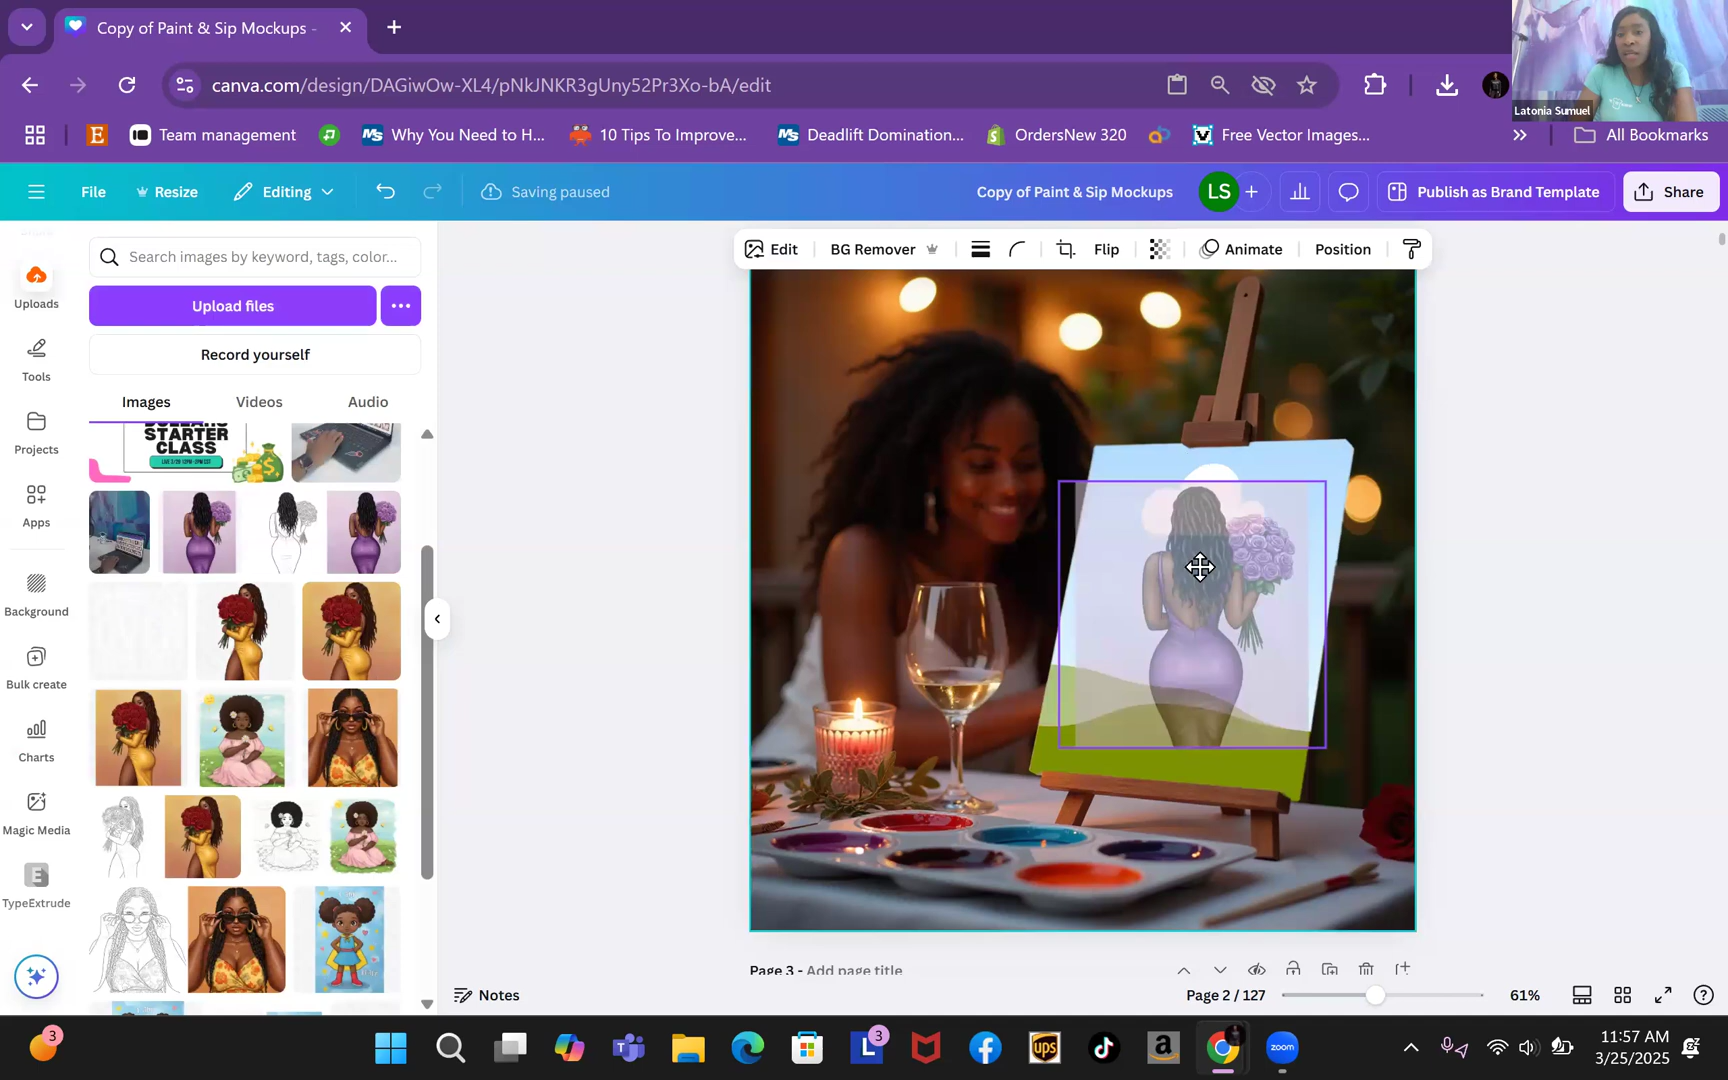 Copy of Paint & Sip Mockups -
canva.com/design/DAGiwOw-XL4/pNkJNKR3gUny52Pr3Xo-bA/edit
Latonia Sumuel
Team management
Why You Need to H...
10 Tips To Improve...
Deadlift Domination...
OrdersNew 320
Free Vector Images...
All Bookmarks
File
Resize
Editing
Saving paused
Copy of Paint & Sip Mockups
LS
Publish as Brand Template
Share
Uploads
Tools
Projects
Apps
Background
Bulk create
Charts
Magic Media
TypeExtrude
Search images by keyword, tags, color...
Upload files
Record yourself
Images
Videos
Audio
STARTER
CLASS
Edit
BG Remover
Flip
Animate
Position
Page 3 - Add page title
Notes
Page 2 / 127
61%
3
3
ups
zoom
11:57 AM
3/25/2025